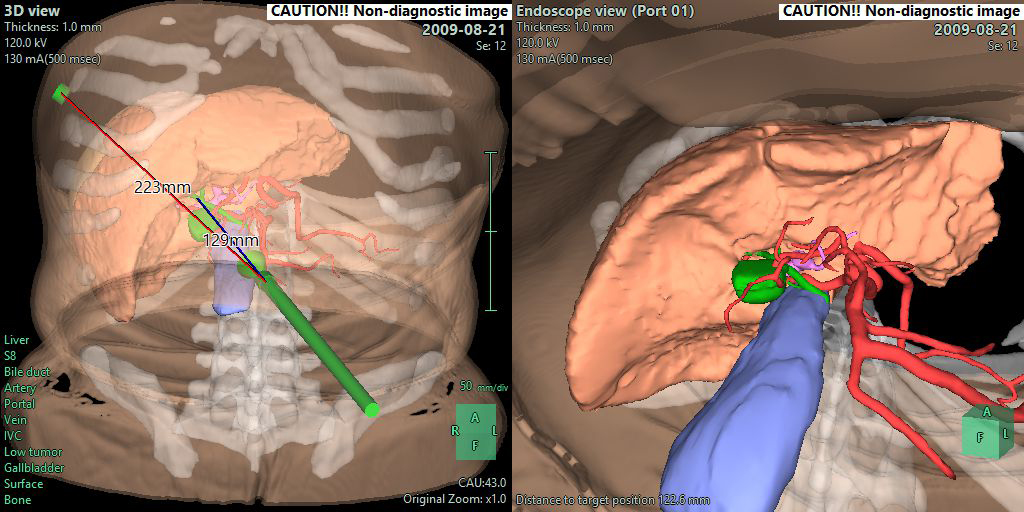 3D view
CAUTION!! Non-diagnostic image
Thickness: 1.0 mm
2009-08-21
120.0 kV
Se: 12
130 mA(500 msec)
223mm
129mm
Liver
S8
Bile duct
Artery
Portal
Vein
IVC
Low tumor
Gallbladder
Surface
Bone
50 mm/div
A
R
L
F
CAU:43.0
Original Zoom: x1.0
Endoscope view (Port 01)
CAUTION!! Non-diagnostic image
Thickness: 1.0 mm
2009-08-21
120.0 kV
Se: 12
130 mA(500 msec)
A
F
L
Distance to target position 122.6 mm